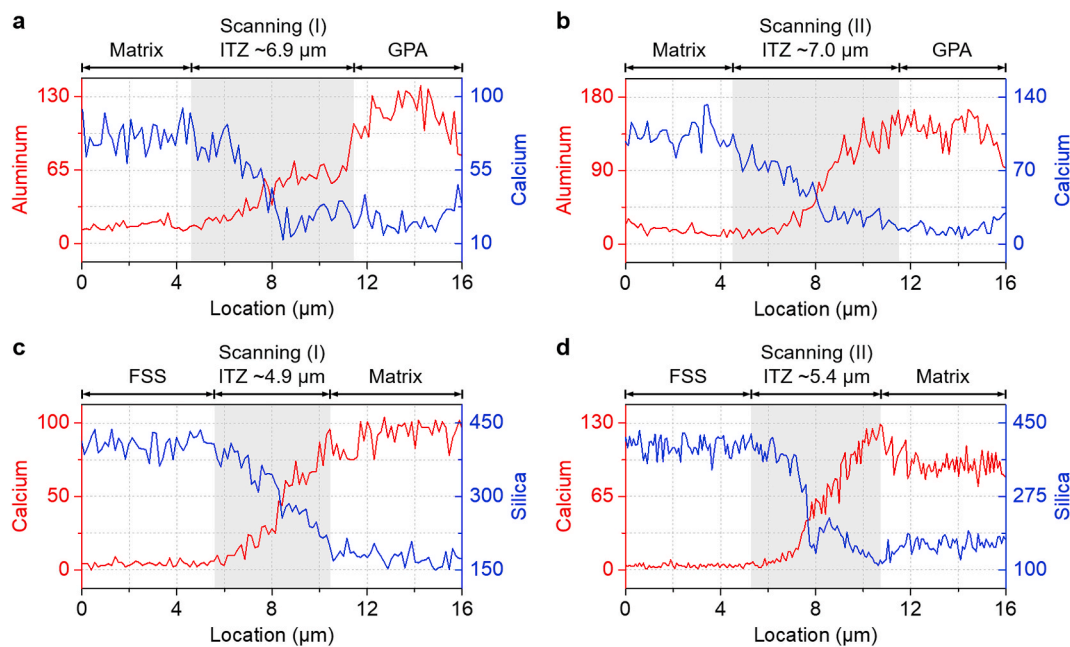 a
Scanning (I)
Matrix
ITZ ~6.9 µm
GPA
130
65
0
Aluminum
100
55
10
Calcium
0
4
8
12
16
Location (µm)
b
Scanning (II)
Matrix
ITZ ~7.0 µm
GPA
180
90
0
Aluminum
140
70
0
Calcium
0
4
8
12
16
Location (µm)
c
Scanning (I)
FSS
ITZ ~4.9 µm
Matrix
100
50
0
Calcium
450
300
150
Silica
0
4
8
12
16
Location (µm)
d
Scanning (II)
FSS
ITZ ~5.4 µm
Matrix
130
65
0
Calcium
450
275
100
Silica
0
4
8
12
16
Location (µm)